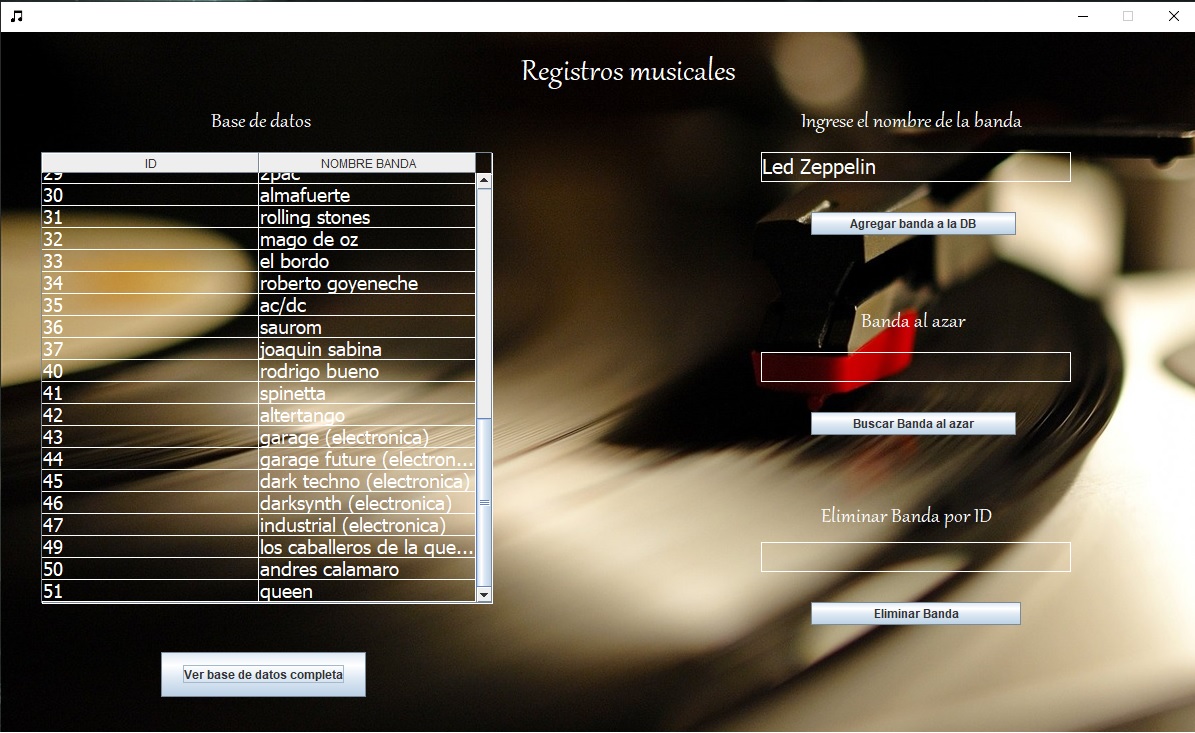 Registros musicales
Base de datos
ID NOMBRE BANDA
29 2pac
30 almafuerte
31 rolling stones
32 mago de oz
33 el bordo
34 roberto goyeneche
35 ac/dc
36 saurom
37 joaquin sabina
40 rodrigo bueno
41 spinetta
42 altertango
43 garage (electronica)
44 garage future (electron...
45 dark techno (electronica)
46 darksynth (electronica)
47 industrial (electronica)
49 los caballeros de la que...
50 andres calamaro
51 queen
Ver base de datos completa
Ingrese el nombre de la banda
Led Zeppelin
Agregar banda a la DB
Banda al azar
Buscar Banda al azar
Eliminar Banda por ID
Eliminar Banda